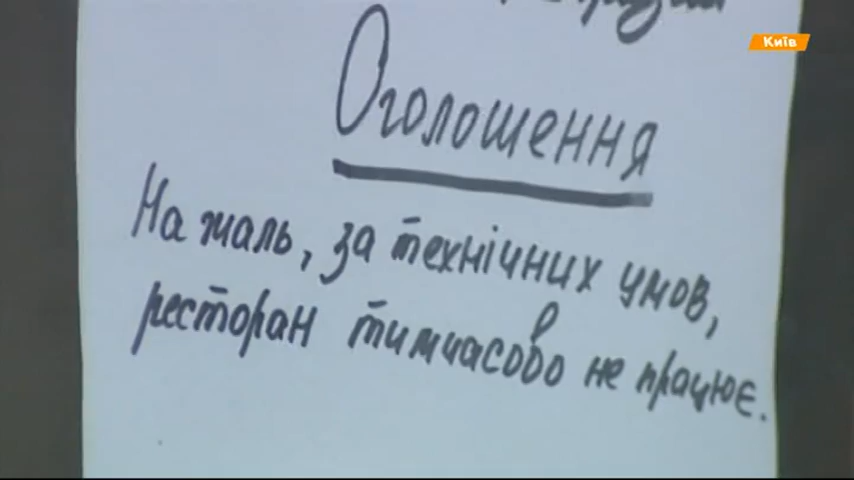 Київ
Оголошення
На жаль, за технічних умов,
ресторан тимчасово не працює.